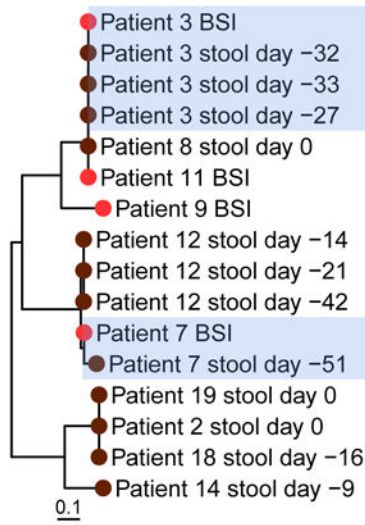 Patient 3 BSI
Patient 3 stool day −32
Patient 3 stool day −33
Patient 3 stool day −27
Patient 8 stool day 0
Patient 11 BSI
Patient 9 BSI
Patient 12 stool day −14
Patient 12 stool day −21
Patient 12 stool day −42
Patient 7 BSI
Patient 7 stool day −51
Patient 19 stool day 0
Patient 2 stool day 0
Patient 18 stool day −16
Patient 14 stool day −9
0.1